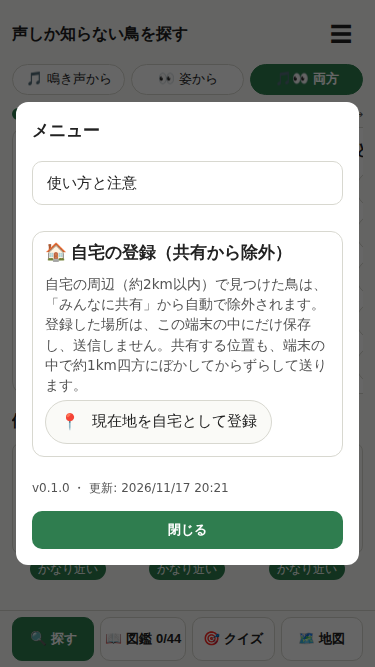 声しか知らない鳥を探す
🎵 鳴き声から
👀 姿から
👀 両方
メニュー
使い方と注意
🏠 自宅の登録（共有から除外）
自宅の周辺（約2km以内）で見つけた鳥は、
「みんなに共有」から自動で除外されます。
登録した場所は、この端末の中にだけ保存
し、送信しません。共有する位置も、端末の
中で約1km四方にぼかしてからずらして送り
ます。
📍 現在地を自宅として登録
v0.1.0 ・ 更新: 2026/11/17 20:21
閉じる
かなり近い
かなり近い
かなり近い
🔍 探す
📖 図鑑 0/44
🎯 クイズ
🗺️ 地図